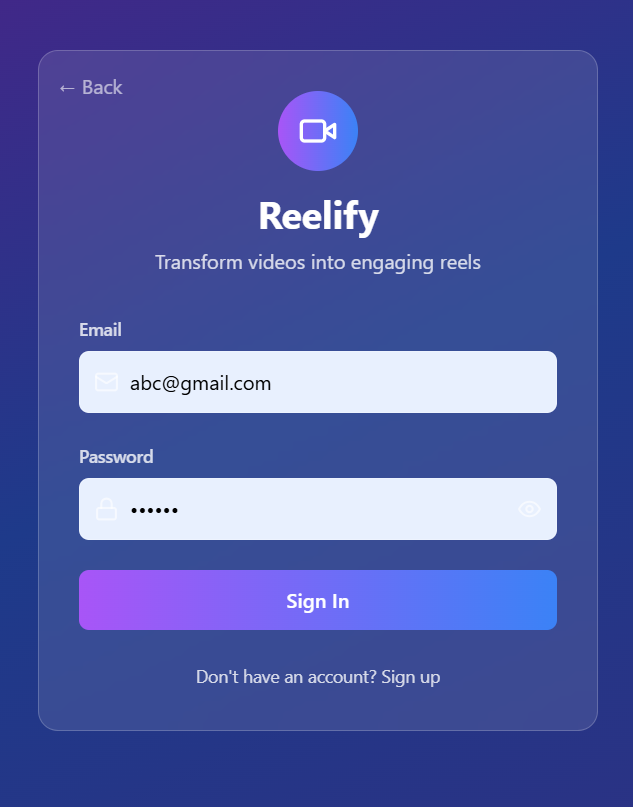 ← Back
Reelify
Transform videos into engaging reels
Email
abc@gmail.com
Password
••••••
Sign In
Don't have an account? Sign up